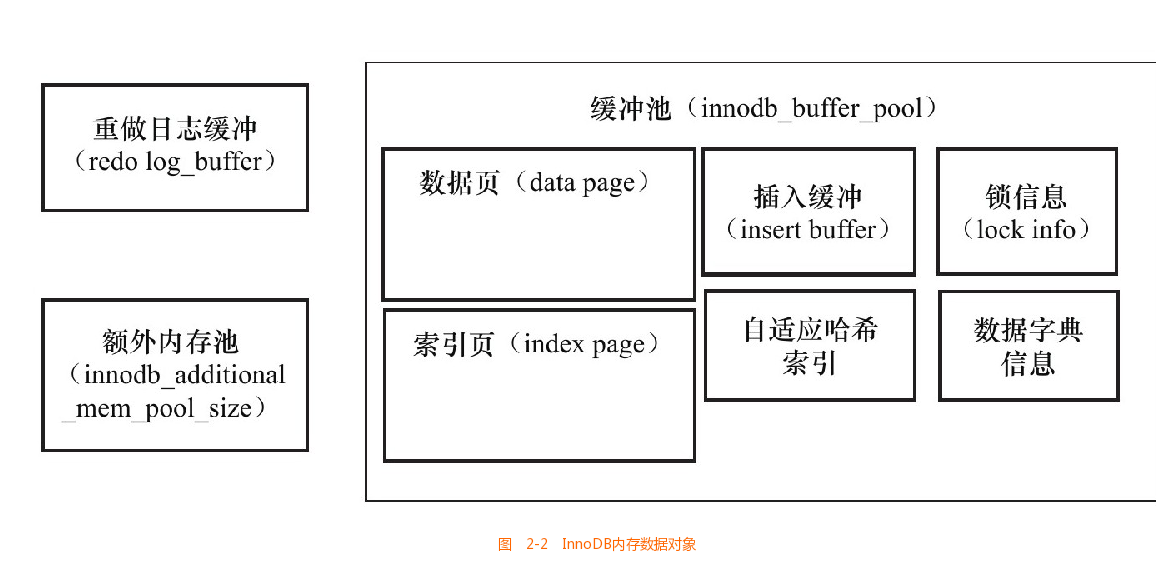 重做日志缓冲
（redo log_buffer）
额外内存池
（innodb_additional
_mem_pool_size）
缓冲池（innodb_buffer_pool）
数据页（data page）
插入缓冲
（insert buffer）
锁信息
（lock info）
索引页（index page）
自适应哈希
索引
数据字典
信息
图 2-2 InnoDB内存数据对象